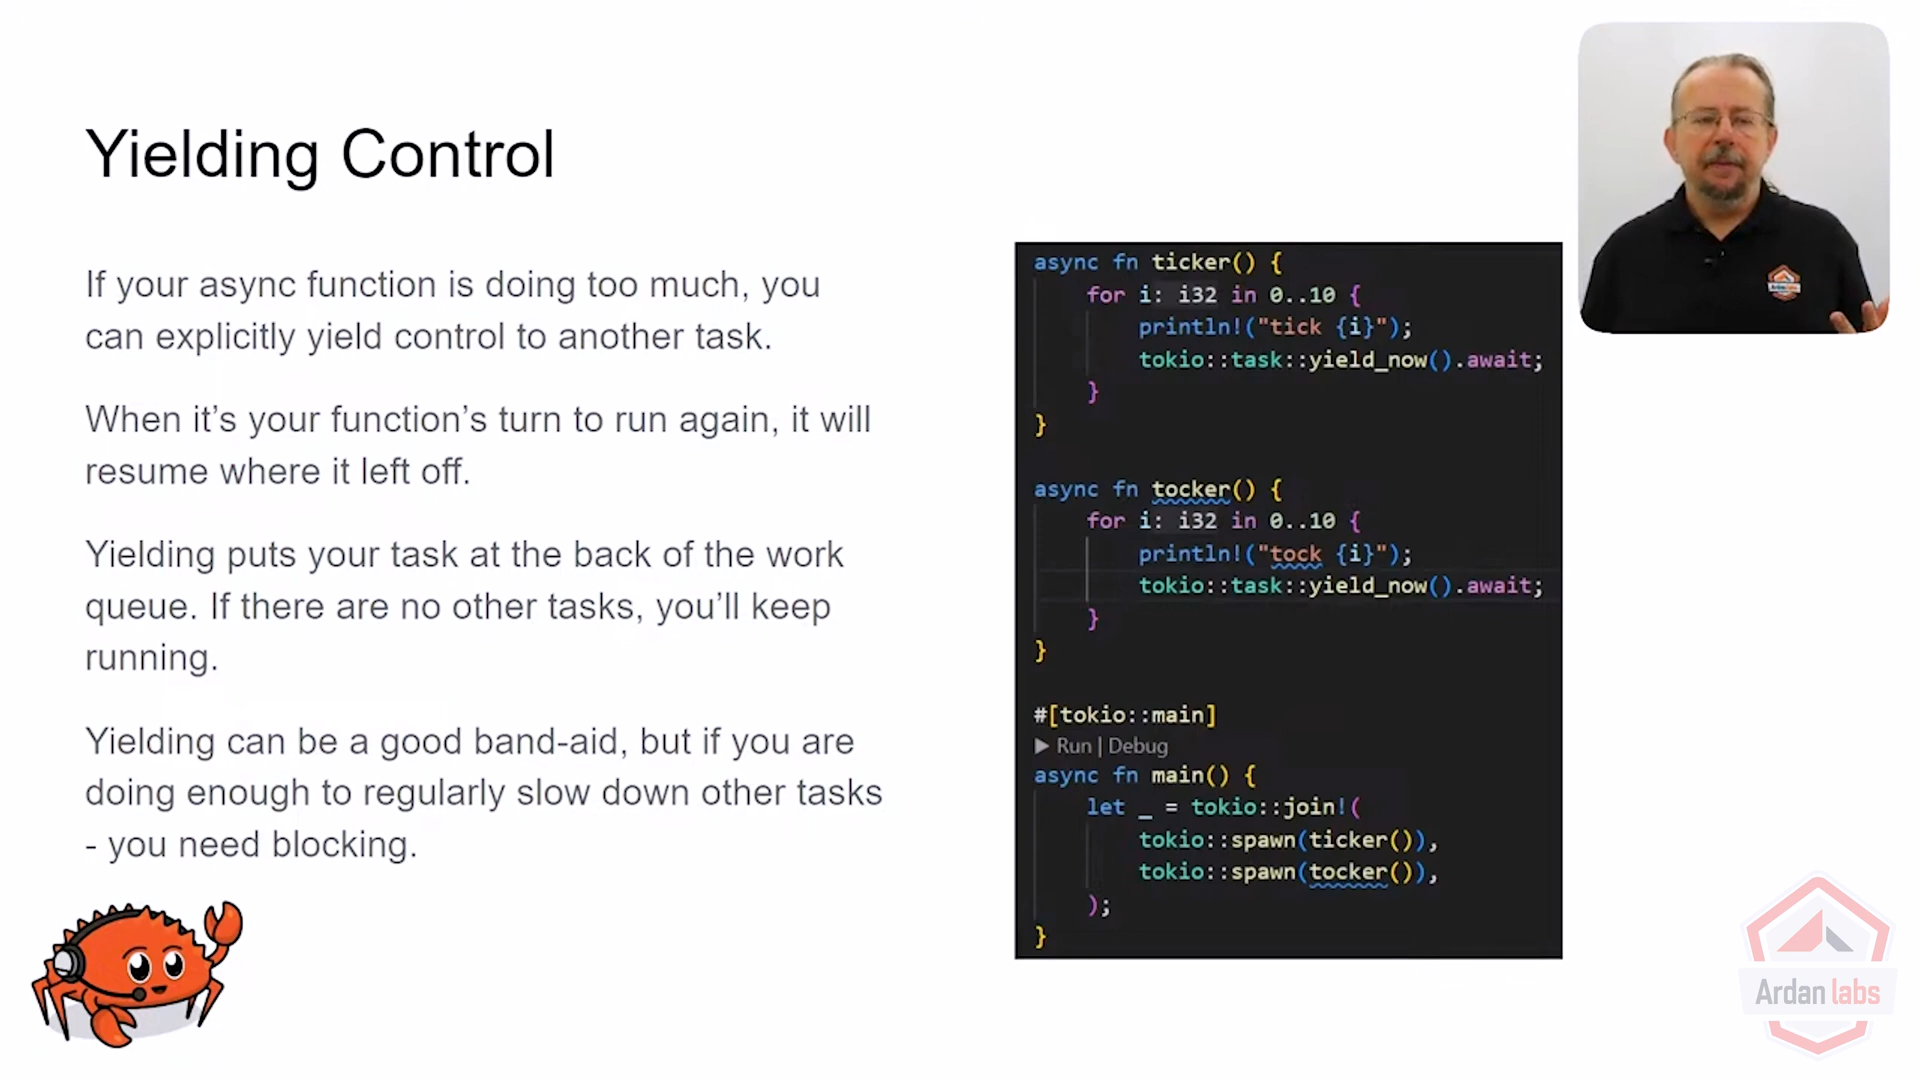 Yielding Control
If your async function is doing too much, you
can explicitly yield control to another task.
When it’s your function’s turn to run again, it will
resume where it left off.
Yielding puts your task at the back of the work
queue. If there are no other tasks, you’ll keep
running.
Yielding can be a good band-aid, but if you are
doing enough to regularly slow down other tasks
- you need blocking.
async fn ticker() {
for i: i32 in 0..10 {
println!("tick {i}");
tokio::task::yield_now().await;
}
}
async fn tocker() {
for i: i32 in 0..10 {
println!("tock {i}");
tokio::task::yield_now().await;
}
}
#[tokio::main]
▶ Run | Debug
async fn main() {
let _ = tokio::join!(
tokio::spawn(ticker()),
tokio::spawn(tocker()),
);
}
Ardan labs